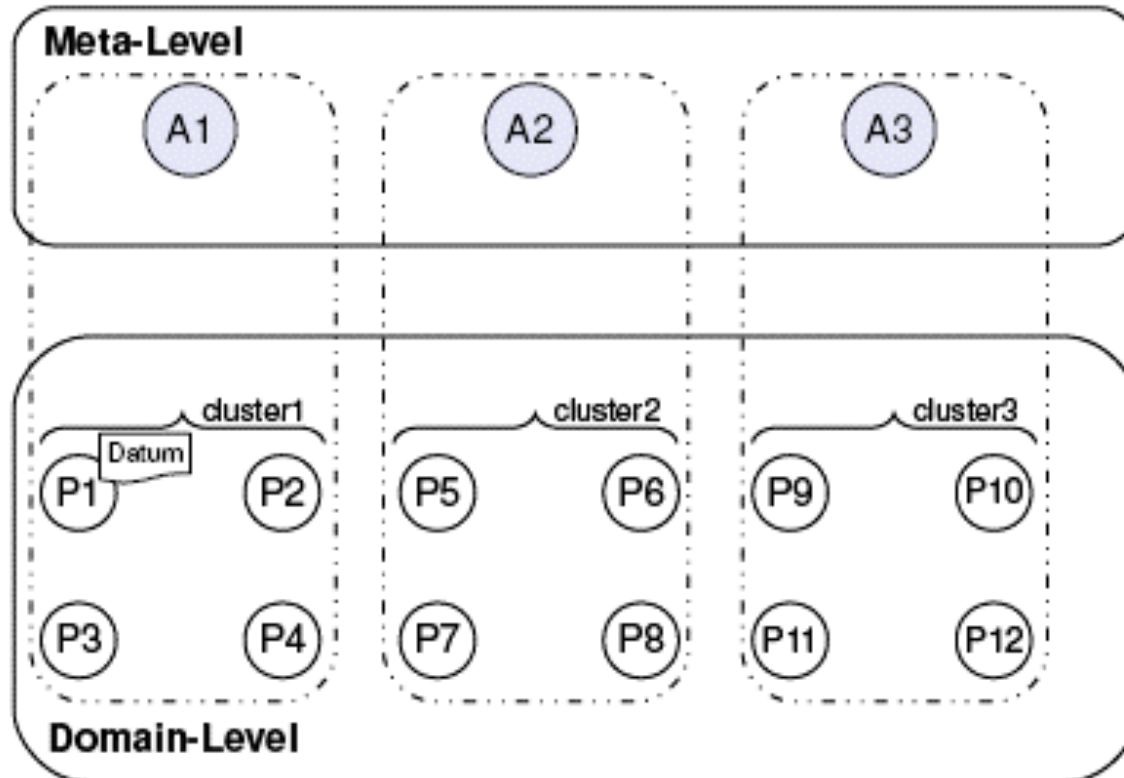 Meta-Level
A1 A2 A3
cluster1 cluster2 cluster3
Datum
P1 P2 P5 P6 P9 P10
P3 P4 P7 P8 P11 P12
Domain-Level